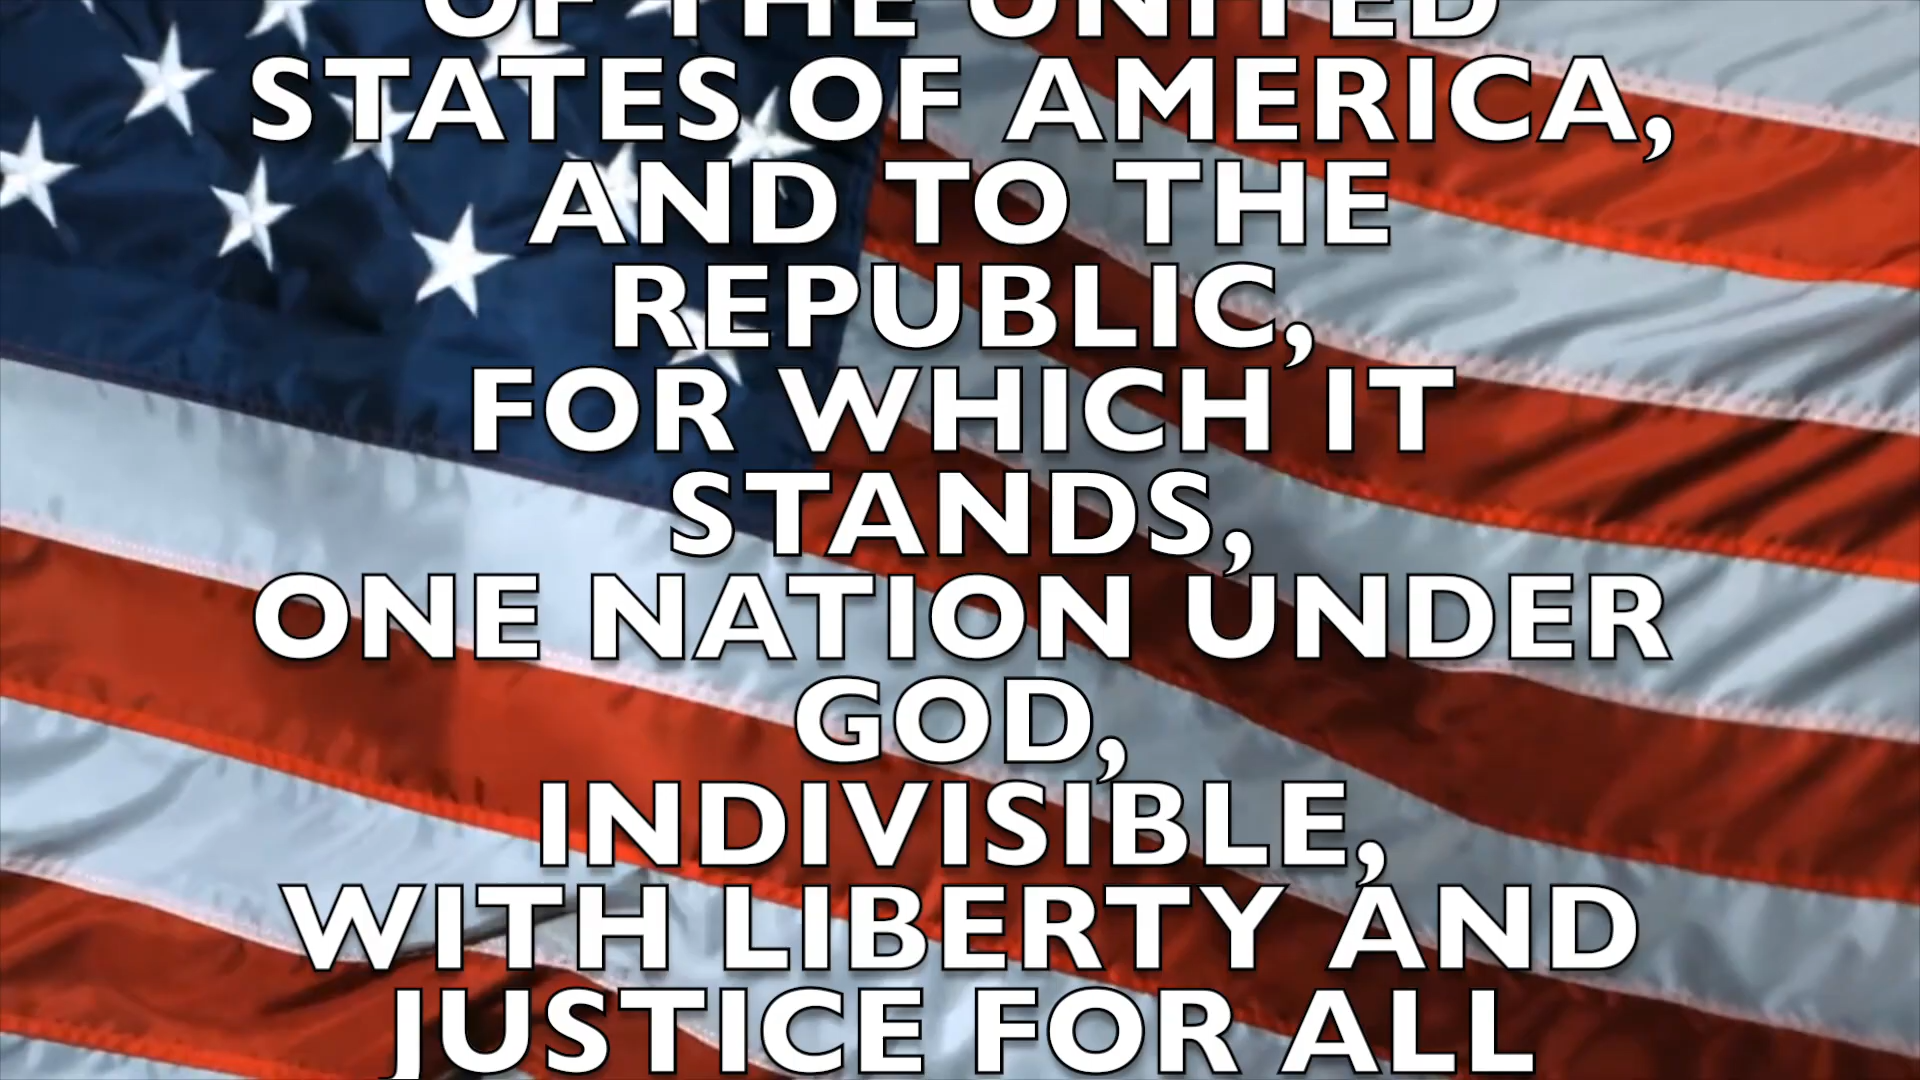 OF THE UNITED
STATES OF AMERICA,
AND TO THE
REPUBLIC,
FOR WHICH IT
STANDS,
ONE NATION UNDER
GOD,
INDIVISIBLE,
WITH LIBERTY AND
JUSTICE FOR ALL